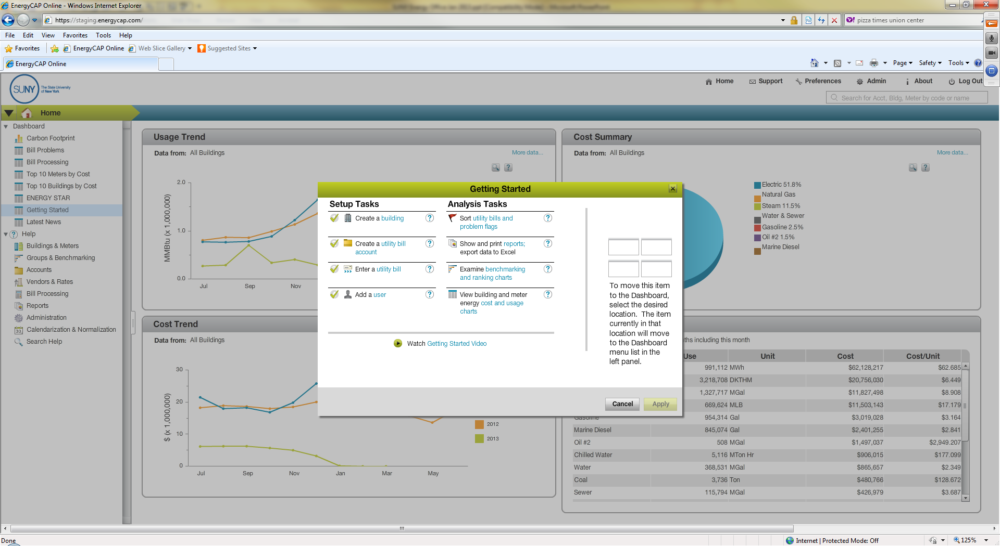 EnergyCAP Online - Windows Internet Explorer
https://staging.energycap.com/
pizza times union center
File Edit View Favorites Tools Help
Favorites EnergyCAP Online Web Slice Gallery Suggested Sites
EnergyCAP Online
Page Safety Tools
SUNY The State University
of New York
Home Support Preferences Admin About Log Out
Search for Acct, Bldg, Meter by code or name
Home
Dashboard
Carbon Footprint
Bill Problems
Bill Processing
Top 10 Meters by Cost
Top 10 Buildings by Cost
ENERGY STAR
Getting Started
Latest News
Help
Buildings & Meters
Groups & Benchmarking
Accounts
Vendors & Rates
Bill Processing
Reports
Administration
Calendarization & Normalization
Search Help
Usage Trend
Data from: All Buildings
More data...
2.0
1.0
0.0
MMBtu (x 1,000,000)
Jul Sep Nov
Cost Summary
Data from: All Buildings
More data...
Electric 51.8%
Natural Gas
Steam 11.5%
Water & Sewer
Gasoline 2.5%
Oil #2 1.5%
Marine Diesel
Getting Started
Setup Tasks
Create a building
Create a utility bill
account
Enter a utility bill
Add a user
Analysis Tasks
Sort utility bills and
problem flags
Show and print reports;
export data to Excel
Examine benchmarking
and ranking charts
View building and meter
energy cost and usage
charts
Watch Getting Started Video
To move this item
to the Dashboard,
select the desired
location. The item
currently in that
location will move
to the Dashboard
menu list in the
left panel.
Cancel Apply
Cost Trend
Data from: All Buildings
30
20
10
0
$ (x 1,000,000)
Jul Sep Nov Jan Mar May
2012
2013
ths including this month
Use Unit Cost Cost/Unit
991,112 MWh $62,128,217 $62.685
3,218,708 DKTHM $20,756,030 $6.449
1,327,717 MGal $11,827,498 $8.908
669,624 MLB $11,503,143 $17.179
Gasoline 954,314 Gal $3,019,028 $3.164
Marine Diesel 845,074 Gal $2,401,255 $2.841
Oil #2 508 MGal $1,497,037 $2,949.207
Chilled Water 5,116 MTon Hr $906,015 $177.099
Water 368,531 MGal $865,657 $2.349
Coal 3,736 Ton $480,766 $128.672
Sewer 115,794 MGal $426,979 $3.687
Done
Internet | Protected Mode: Off
125%